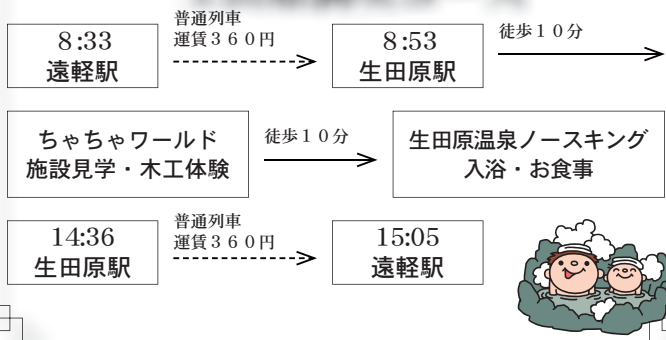 8:33
遠軽駅
普通列車
運賃３６０円
8:53
生田原駅
徒歩１０分
ちゃちゃワールド
施設見学・木工体験
徒歩１０分
生田原温泉ノースキング
入浴・お食事
14:36
生田原駅
普通列車
運賃３６０円
15:05
遠軽駅